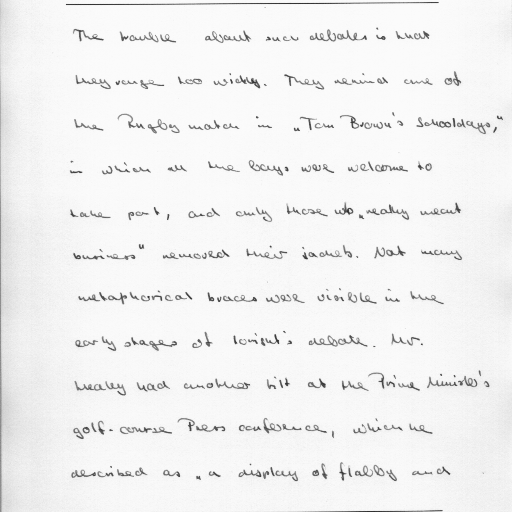 The trouble about such debates is that
they range too widely. They remind one of
the Rugby match in "Tom Brown's Schooldays,"
in which all the boys were welcome to
take part, and only those who "really meant
business" removed their jackets. Not many
metaphorical braces were visible in the
early stages of tonight's debate. Mr.
Healey had another tilt at the Prime Minister's
golf-course Press conference, which he
described as "a display of flabby and